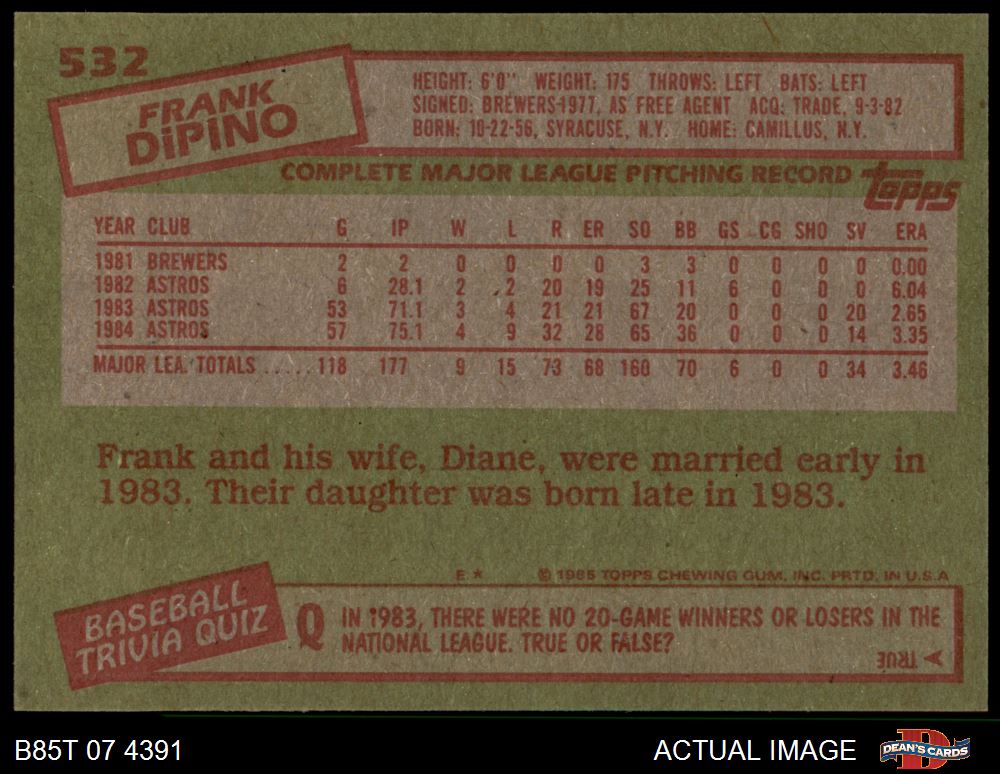 532
FRANK
DiPINO
HEIGHT: 6'0" WEIGHT: 175 THROWS: LEFT BATS: LEFT
SIGNED: BREWERS-1977, AS FREE AGENT ACQ: TRADE, 9-3-82
BORN: 10-22-56, SYRACUSE, N.Y. HOME: CAMILLUS, N.Y.
COMPLETE MAJOR LEAGUE PITCHING RECORD
topps
YEAR CLUB G IP W L R ER SO BB GS CG SHO SV ERA
1981 BREWERS 2 2 0 0 0 0 3 3 0 0 0 0 0.00
1982 ASTROS 6 28.1 2 2 20 19 25 11 6 0 0 0 6.04
1983 ASTROS 53 71.1 3 4 21 21 67 20 0 0 0 20 2.65
1984 ASTROS 57 75.1 4 9 32 28 65 36 0 0 0 14 3.35
MAJOR LEA. TOTALS .....118 177 9 15 73 68 160 70 6 0 0 34 3.46
Frank and his wife, Diane, were married early in
1983. Their daughter was born late in 1983.
E * © 1985 TOPPS CHEWING GUM, INC. PRTD. IN U.S.A
BASEBALL
TRIVIA QUIZ
Q IN 1983, THERE WERE NO 20-GAME WINNERS OR LOSERS IN THE
NATIONAL LEAGUE. TRUE OR FALSE?
A TRUE
B85T 07 4391
ACTUAL IMAGE
DEAN'S CARDS